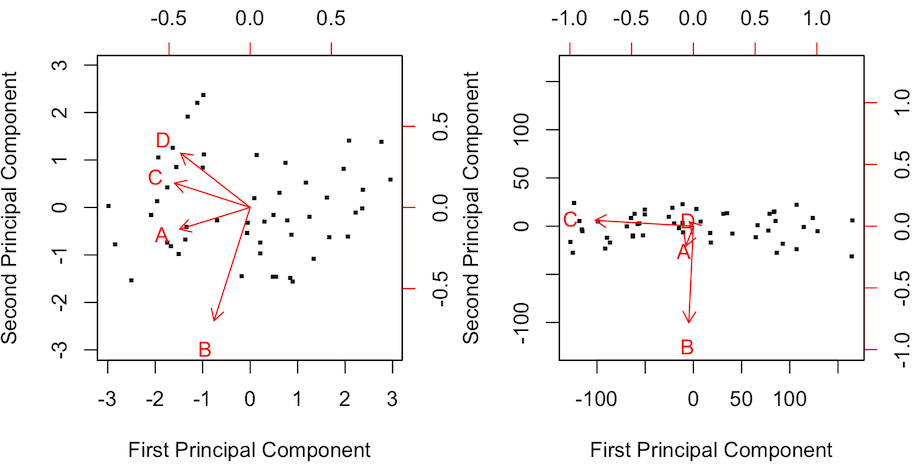 -0.5 0.0 0.5
Second Principal Component
3
2
1
0
-1
-2
-3
D
C
A
B
0.5
0.0
-0.5
-3 -2 -1 0 1 2 3
First Principal Component
-1.0 -0.5 0.0 0.5 1.0
Second Principal Component
100
50
0
-100
C
D
A
B
1.0
0.5
0.0
-0.5
-1.0
-100 0 50 100
First Principal Component